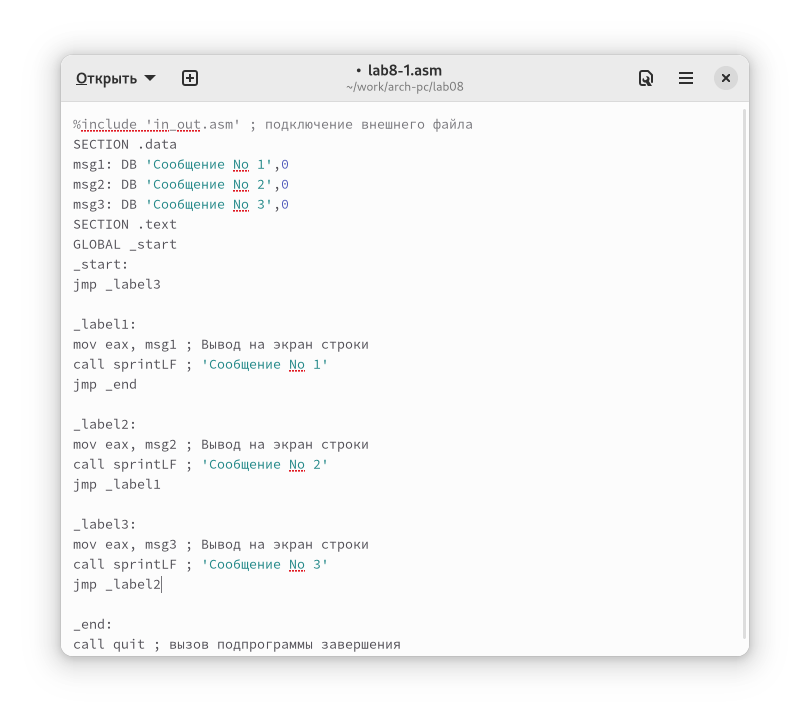 Открыть
• lab8-1.asm
~/work/arch-pc/lab08
%include 'in_out.asm' ; подключение внешнего файла
SECTION .data
msg1: DB 'Сообщение No 1',0
msg2: DB 'Сообщение No 2',0
msg3: DB 'Сообщение No 3',0
SECTION .text
GLOBAL _start
_start:
jmp _label3
_label1:
mov eax, msg1 ; Вывод на экран строки
call sprintLF ; 'Сообщение No 1'
jmp _end
_label2:
mov eax, msg2 ; Вывод на экран строки
call sprintLF ; 'Сообщение No 2'
jmp _label1
_label3:
mov eax, msg3 ; Вывод на экран строки
call sprintLF ; 'Сообщение No 3'
jmp _label2
_end:
call quit ; вызов подпрограммы завершения